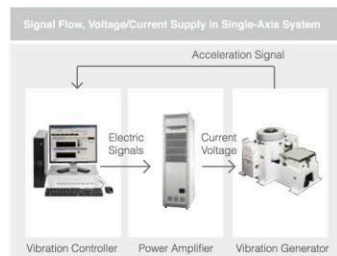 Signal Flow, Voltage/Current Supply in Single-Axis System
Acceleration Signal
Electric
Signals
Current
Voltage
Vibration Controller
Power Amplifier
Vibration Generator